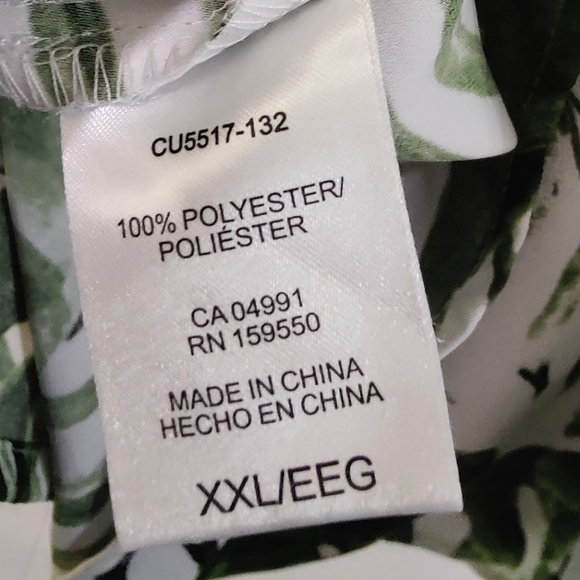 CU5517-132
100% POLYESTER/
POLIÉSTER
CA 04991
RN 159550
MADE IN CHINA
HECHO EN CHINA
XXL/EEG